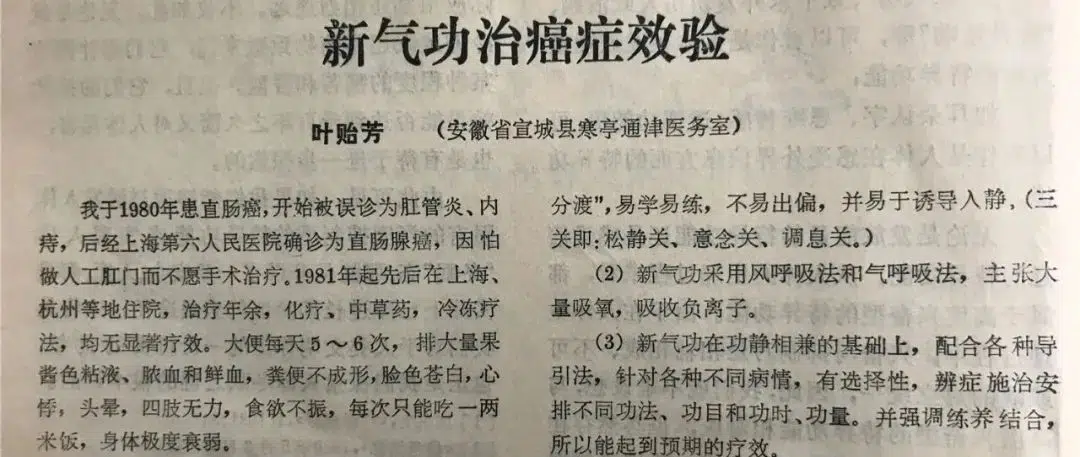 新气功治癌症效验
叶贻芳 （安徽省宣城县寒亭通津医务室）
我于1980年患直肠癌，开始被误诊为肛管炎、内
痔，后经上海第六人民医院确诊为直肠腺癌，因怕
做人工肛门而不愿手术治疗。1981年起先后在上海、
杭州等地住院，治疗年余，化疗、中草药，冷冻疗
法，均无显著疗效。大便每天5～6次，排大量果
酱色粘液、脓血和鲜血，粪便不成形，脸色苍白，心
悸，头晕，四肢无力，食欲不振，每次只能吃一两
米饭，身体极度衰弱。
分渡”，易学易练，不易出偏，并易于诱导入静，（三
关即：松静关、意念关、调息关。）
（2）新气功采用风呼吸法和气呼吸法，主张大
量吸氧，吸收负离子。
（3）新气功在功静相兼的基础上，配合各种导
引法，针对各种不同病情，有选择性，辨症施治安
排不同功法、功目和功时、功量。并强调练养结合，
所以能起到预期的疗效。